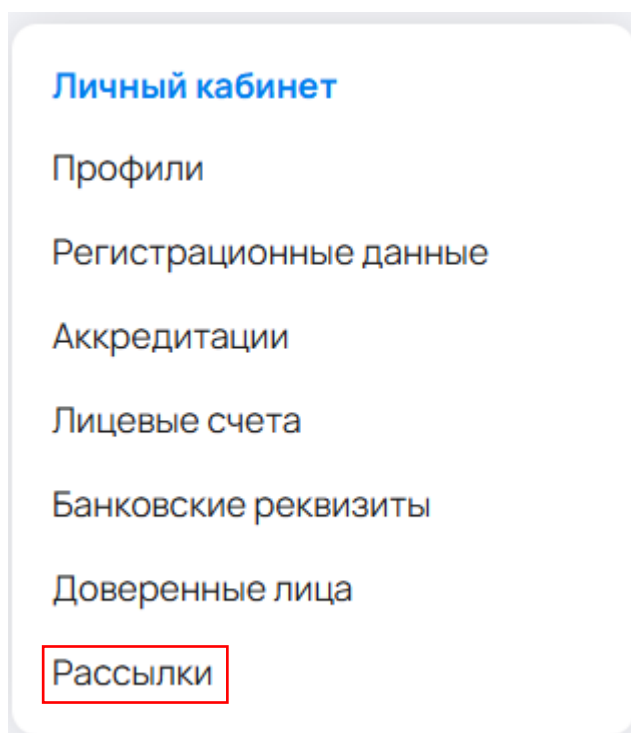 Личный кабинет
Профили
Регистрационные данные
Аккредитации
Лицевые счета
Банковские реквизиты
Доверенные лица
Рассылки